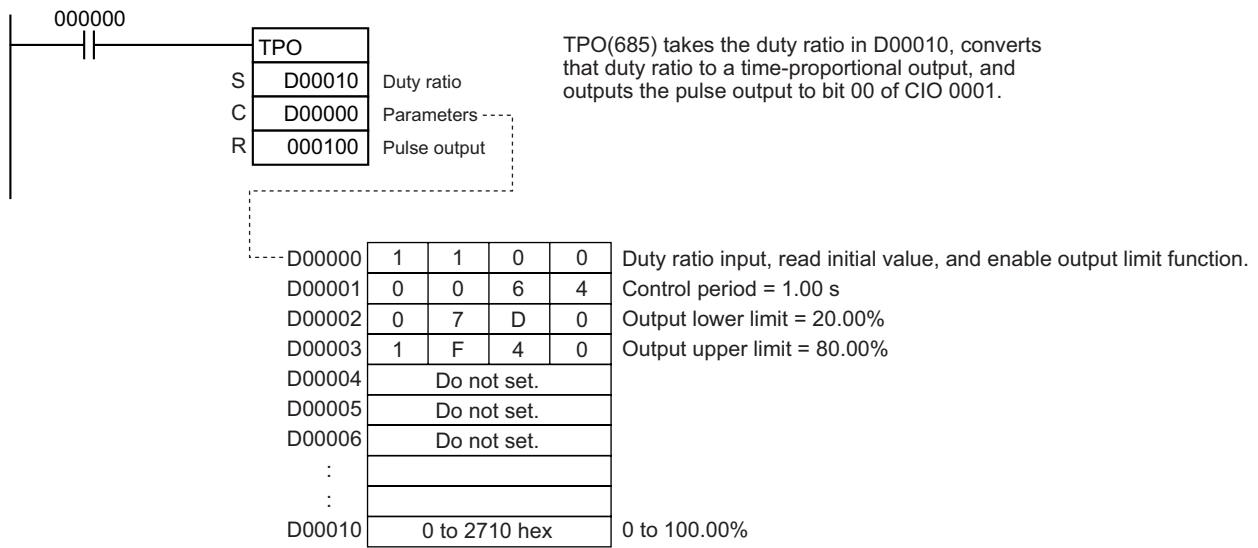 000000
TPO
S D00010 Duty ratio
C D00000 Parameters
R 000100 Pulse output
TPO(685) takes the duty ratio in D00010, converts
that duty ratio to a time-proportional output, and
outputs the pulse output to bit 00 of CIO 0001.
D00000 1 1 0 0 Duty ratio input, read initial value, and enable output limit function.
D00001 0 0 6 4 Control period = 1.00 s
D00002 0 7 D 0 Output lower limit = 20.00%
D00003 1 F 4 0 Output upper limit = 80.00%
D00004 Do not set.
D00005 Do not set.
D00006 Do not set.
:
:
D00010 0 to 2710 hex 0 to 100.00%